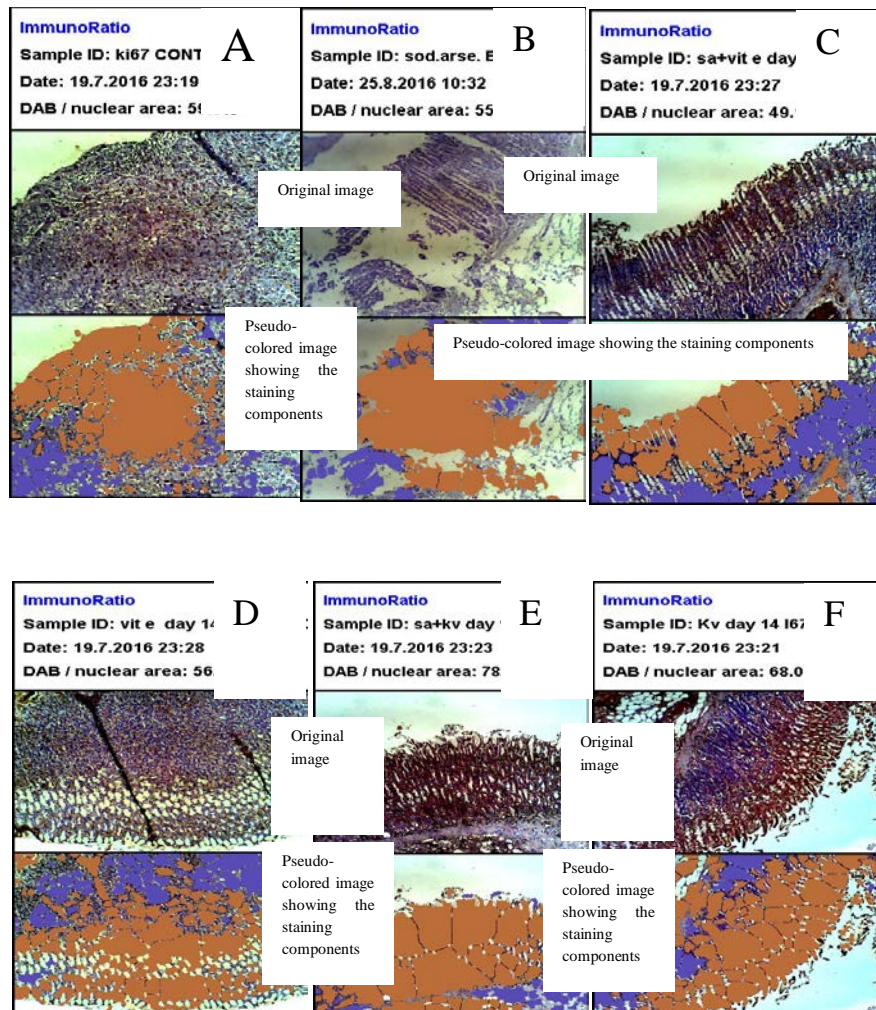 ImmunoRatio
Sample ID: ki67 CONT
Date: 19.7.2016 23:19
DAB / nuclear area:
A
ImmunoRatio
Sample ID: sod.arse.
Date: 25.8.2016 10:32
DAB / nuclear area: 55
B
ImmunoRatio
Sample ID: sa+vit e day
Date: 19.7.2016 23:27
DAB / nuclear area: 49.
C
Original image
Original image
Pseudo-
colored image
showing the
staining
components
Pseudo-colored image showing the staining components
ImmunoRatio
Sample ID: vit e day 14
Date: 19.7.2016 23:28
DAB / nuclear area: 56.
D
ImmunoRatio
Sample ID: sa+kv day
Date: 19.7.2016 23:23
DAB / nuclear area: 78
E
ImmunoRatio
Sample ID: Kv day 14 I67
Date: 19.7.2016 23:21
DAB / nuclear area: 68.0
F
Original
image
Original
image
Pseudo-
colored image
showing the
staining
components
Pseudo-
colored image
showing the
staining
components